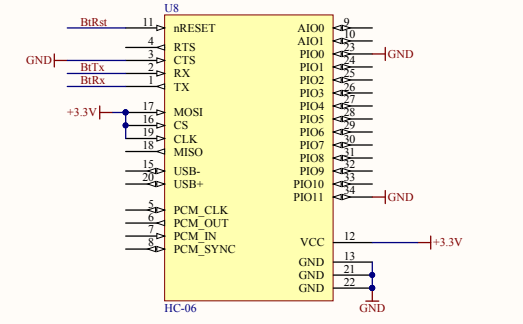 U8
BtRst 11 nRESET AIO0 9
AIO1 10
4 RTS PIO0 23 GND
GND 3 CTS PIO1 24
BtTx 2 RX PIO2 25
BtRx 1 TX PIO3 26
PIO4 27
+3.3V 17 MOSI PIO5 28
16 CS PIO6 29
19 CLK PIO7 30
18 MISO PIO8 31
15 USB- PIO9 32
20 USB+ PIO10 33
PIO11 34 GND
5 PCM_CLK
6 PCM_OUT
7 PCM_IN VCC 12 +3.3V
8 PCM_SYNC
GND 13
GND 21
GND 22
HC-06 GND